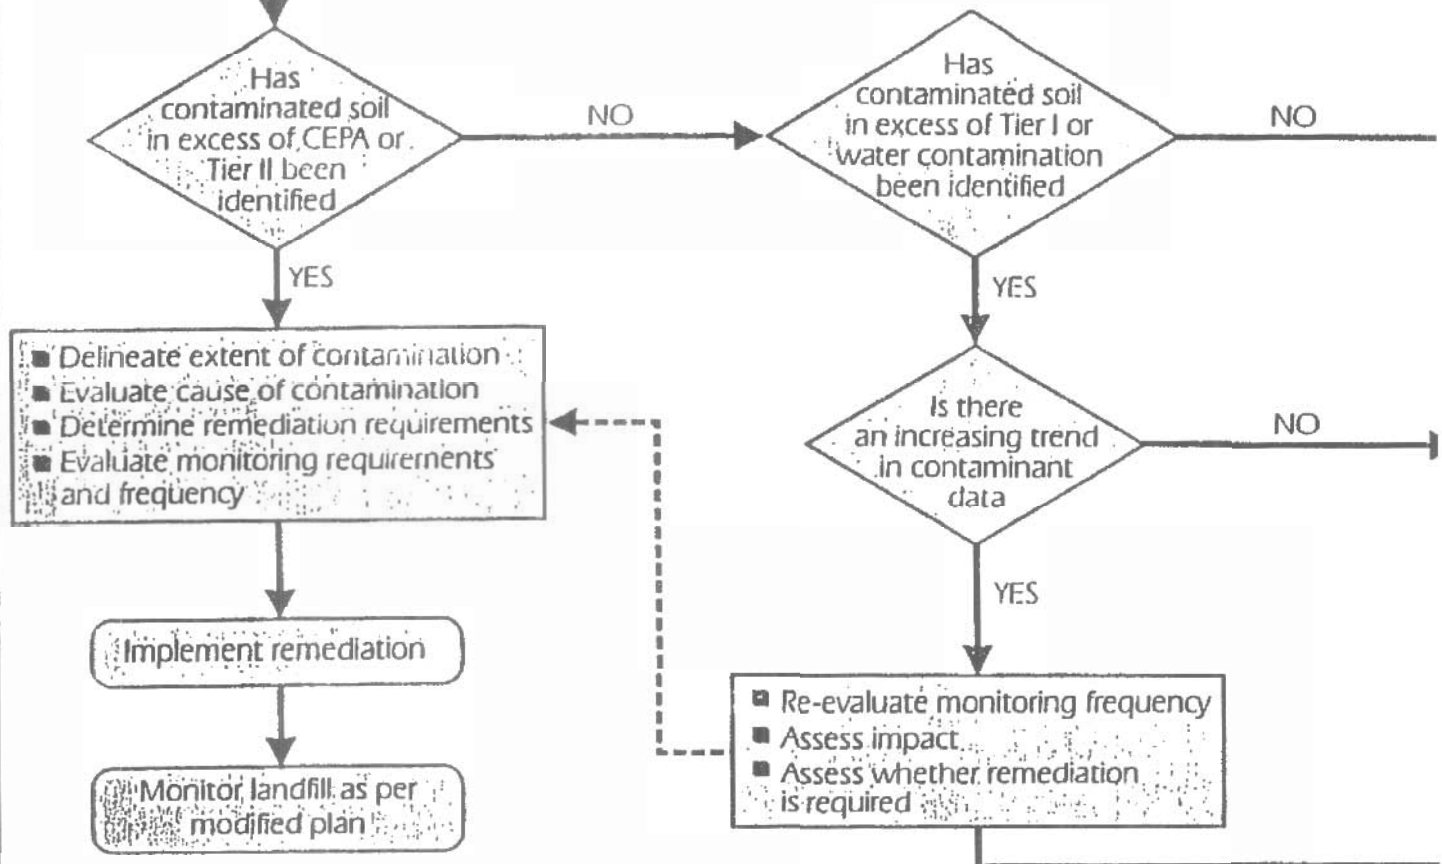 Has
contaminated soil
in excess of CEPA or
Tier II been
identified
NO
Has
contaminated soil
in excess of Tier I or
water contamination
been identified
NO
YES
YES
■ Delineate extent of contamination
■ Evaluate cause of contamination
■ Determine remediation requirements
■ Evaluate monitoring requirements
and frequency
Is there
an increasing trend
in contaminant
data
NO
YES
Implement remediation
■ Re-evaluate monitoring frequency
■ Assess impact
■ Assess whether remediation
is required
Monitor landfill as per
modified plan